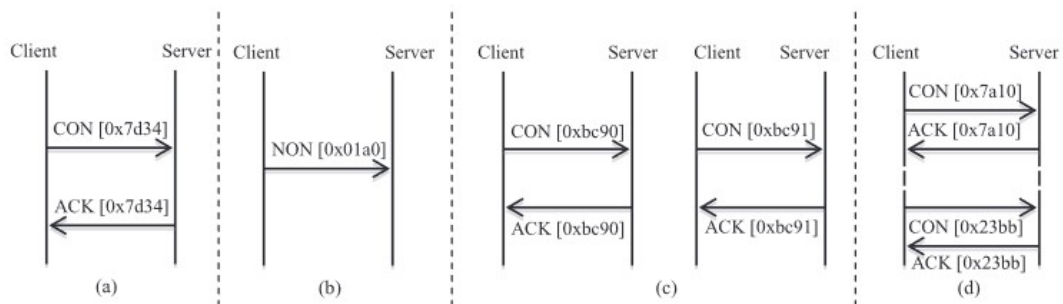 Client Server
CON [0x7d34]
ACK [0x7d34]
(a)
Client Server
NON [0x01a0]
(b)
Client Server Client Server
CON [0xbc90] CON [0xbc91]
ACK [0xbc90] ACK [0xbc91]
(c)
Client Server
CON [0x7a10]
ACK [0x7a10]
CON [0x23bb]
ACK [0x23bb]
(d)